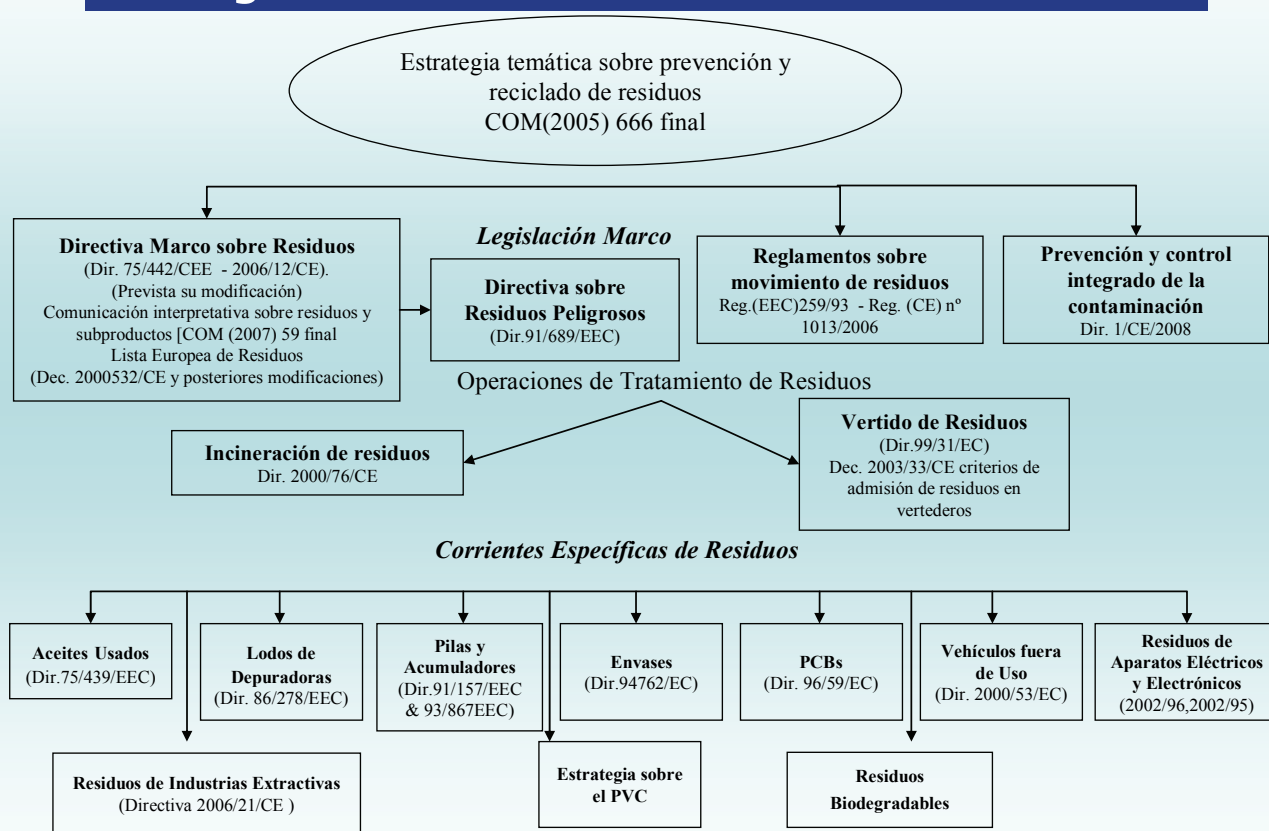 Estrategia temática sobre prevención y
reciclado de residuos
COM(2005) 666 final
Directiva Marco sobre Residuos
(Dir. 75/442/CEE - 2006/12/CE).
(Prevista su modificación)
Comunicación interpretativa sobre residuos y
subproductos [COM (2007) 59 final
Lista Europea de Residuos
(Dec. 2000532/CE y posteriores modificaciones)
Legislación Marco
Directiva sobre
Residuos Peligrosos
(Dir.91/689/EEC)
Reglamentos sobre
movimiento de residuos
Reg.(EEC)259/93 - Reg. (CE) nº
1013/2006
Prevención y control
integrado de la
contaminación
Dir. 1/CE/2008
Operaciones de Tratamiento de Residuos
Incineración de residuos
Dir. 2000/76/CE
Vertido de Residuos
(Dir.99/31/EC)
Dec. 2003/33/CE criterios de
admisión de residuos en
vertederos
Corrientes Específicas de Residuos
Aceites Usados
(Dir.75/439/EEC)
Lodos de
Depuradoras
(Dir. 86/278/EEC)
Pilas y
Acumuladores
(Dir.91/157/EEC
& 93/867EEC)
Envases
(Dir.94762/EC)
PCBs
(Dir. 96/59/EC)
Vehículos fuera
de Uso
(Dir. 2000/53/EC)
Residuos de
Aparatos Eléctricos
y Electrónicos
(2002/96,2002/95)
Residuos de Industrias Extractivas
(Directiva 2006/21/CE )
Estrategia sobre
el PVC
Residuos
Biodegradables